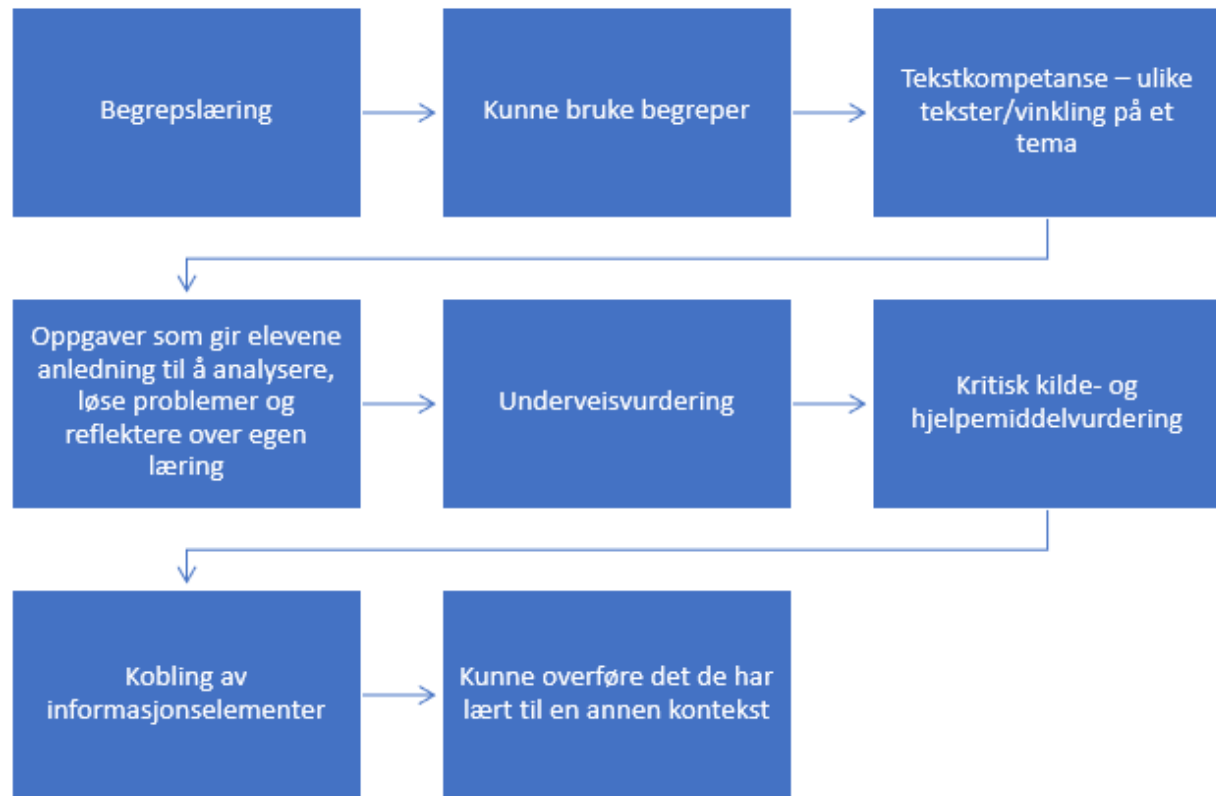 Begrepslæring
Kunne bruke begreper
Tekstkompetanse – ulike
tekster/vinkling på et
tema
Oppgaver som gir elevene
anledning til å analysere,
løse problemer og
reflektere over egen
læring
Underveisvurdering
Kritisk kilde- og
hjelpemiddelvurdering
Kobling av
informasjonselementer
Kunne overføre det de har
lært til en annen kontekst